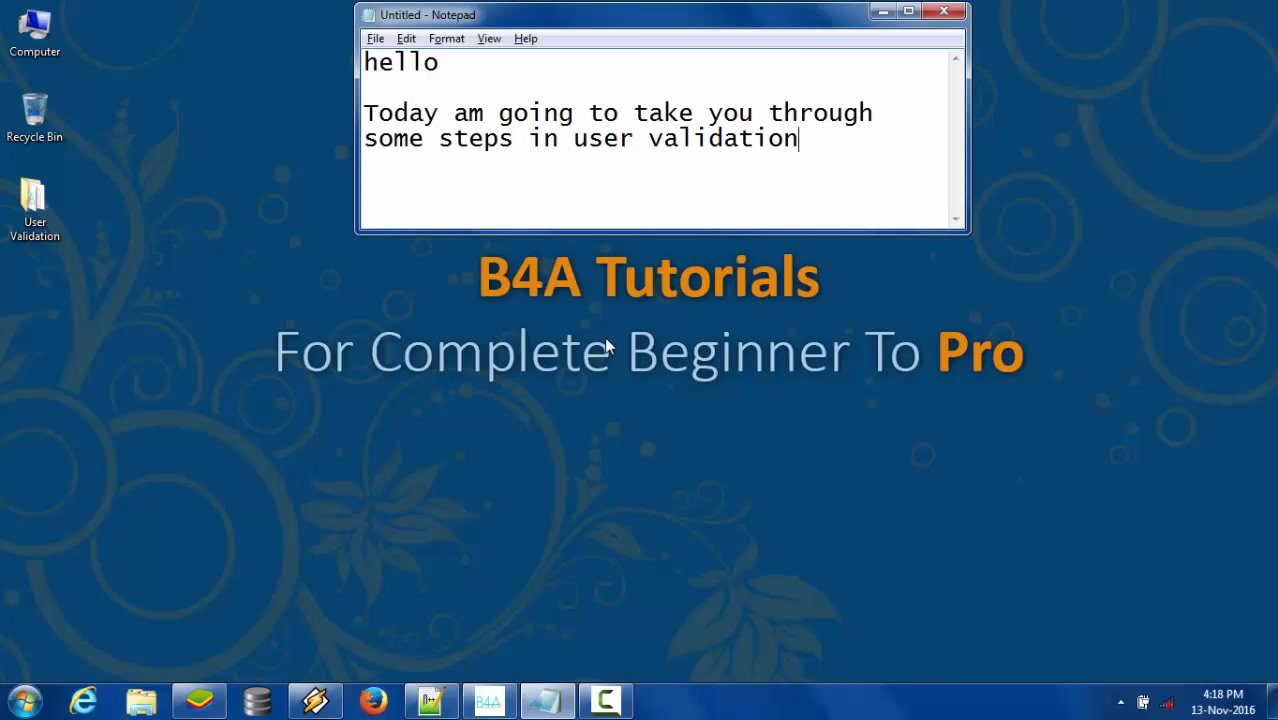 Computer
Recycle Bin
User
Validation
Untitled - Notepad
File Edit Format View Help
hello
Today am going to take you through
some steps in user validation
B4A Tutorials
For Complete Beginner To Pro
B4A
4:18 PM
13-Nov-2016